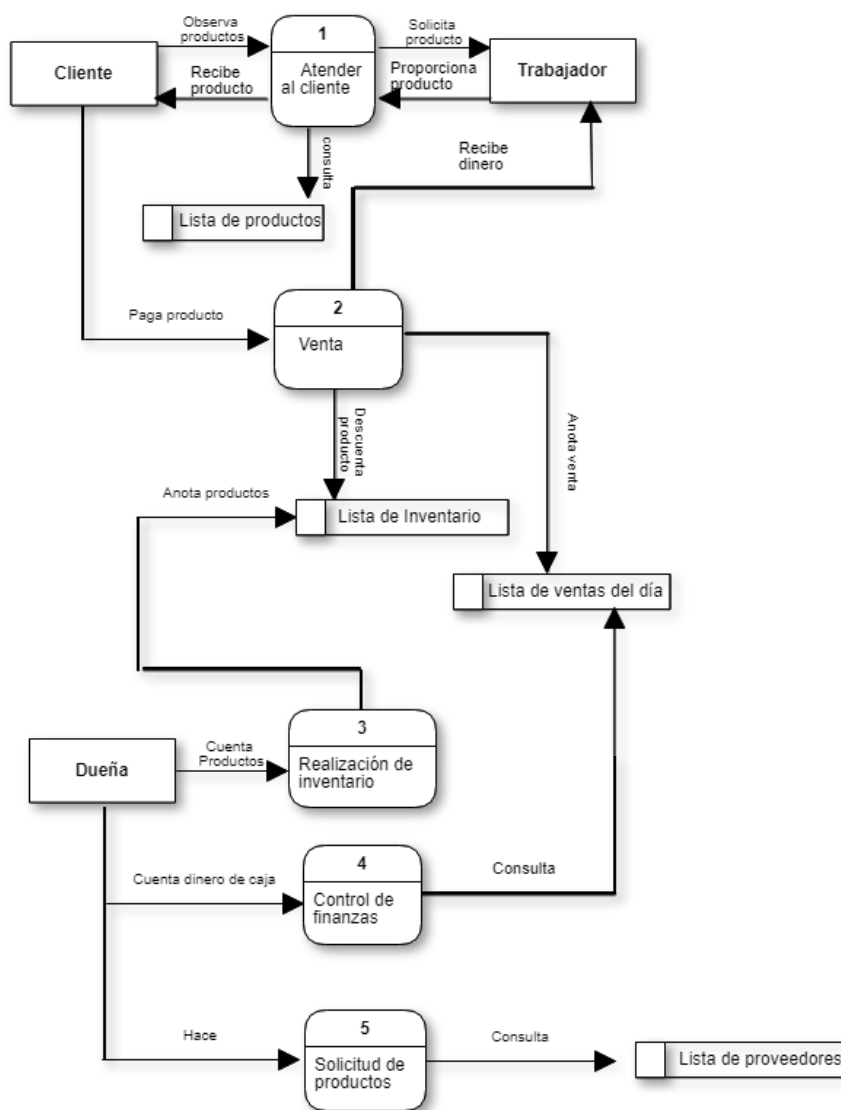 Observa
productos
1
Atender
al cliente
Solicita
producto
Cliente
Recibe
producto
Proporciona
producto
Trabajador
consulta
Recibe
dinero
Lista de productos
Paga producto
2
Venta
Descuenta
producto
Anota venta
Anota productos
Lista de Inventario
Lista de ventas del día
3
Realización de
inventario
Dueña
Cuenta
Productos
4
Control de
finanzas
Cuenta dinero de caja
Consulta
5
Solicitud de
productos
Hace
Consulta
Lista de proveedores